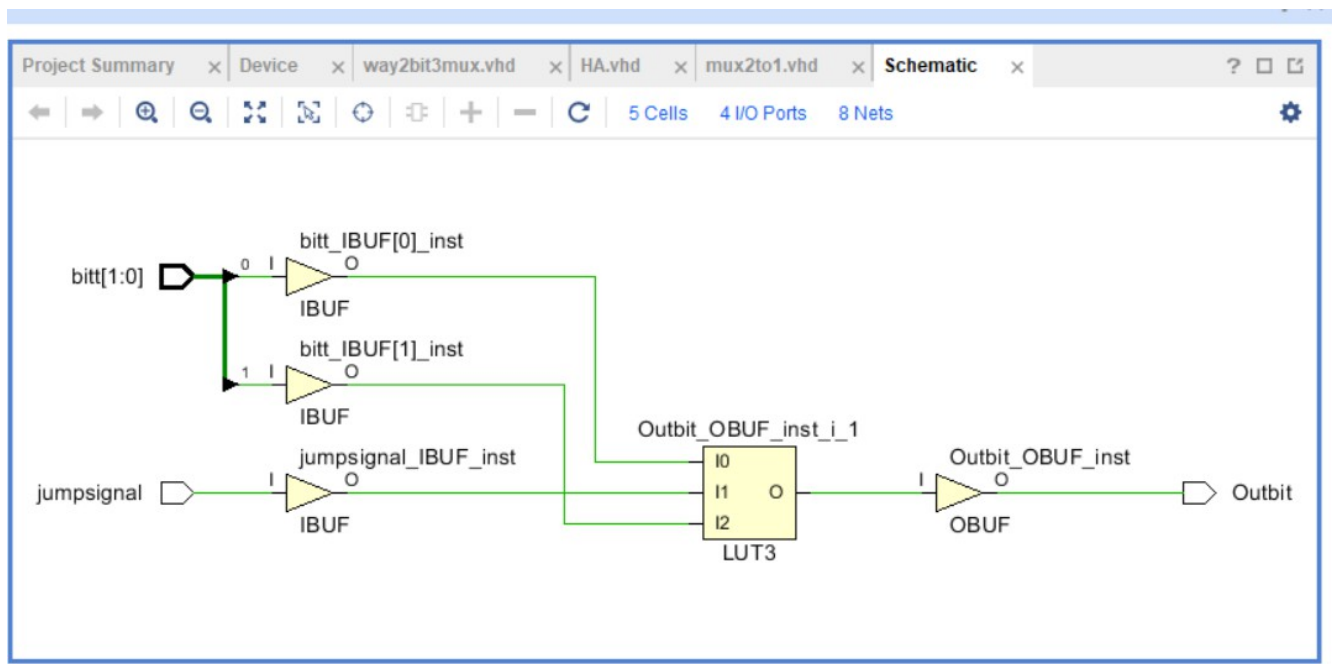 Project Summary × Device × way2bit3mux.vhd × HA.vhd × mux2to1.vhd × Schematic × ?
5 Cells 4 I/O Ports 8 Nets
bitt_IBUF[0]_inst
bitt[1:0] 0 I O
IBUF
bitt_IBUF[1]_inst
1 I O
IBUF
Outbit_OBUF_inst_i_1
jumpsignal_IBUF_inst I0 Outbit_OBUF_inst
jumpsignal I O I1 O I O Outbit
IBUF I2 OBUF
LUT3